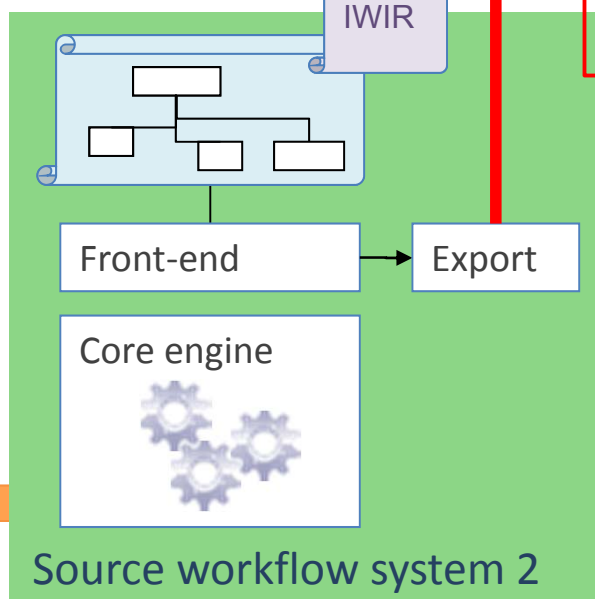 IWIR
Front-end
Export
Core engine
Source workflow system 2